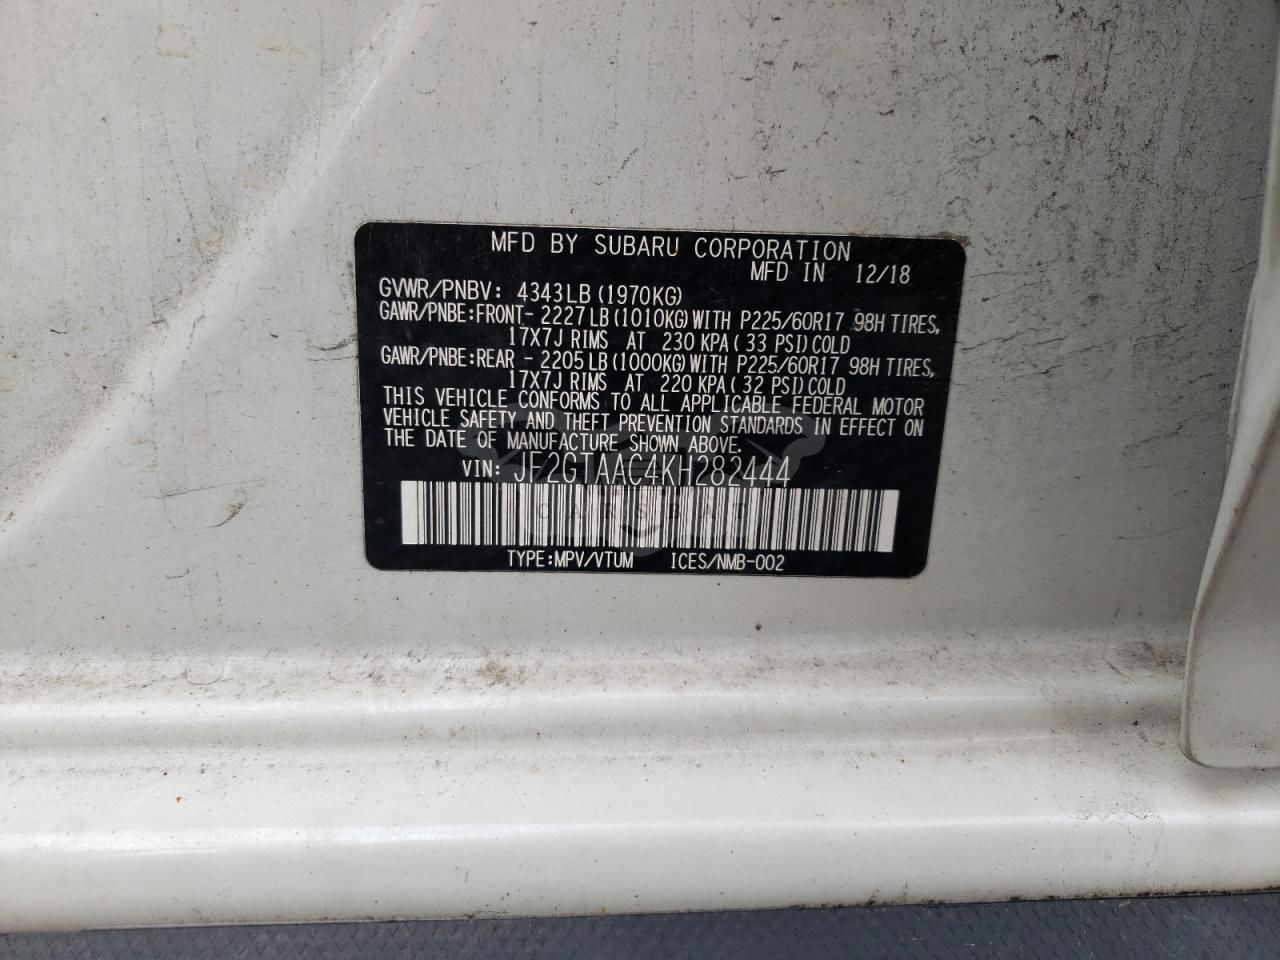 MFD BY SUBARU CORPORATION
MFD IN 12/18
GVWR/PNBV: 4343LB(1970KG)
GAWR/PNBE:FRONT- 2227LB(1010KG)WITH P225/60R17 98H TIRES,
17X7J RIMS AT 230 KPA(33 PSI)COLD
GAWR/PNBE:REAR - 2205LB(1000KG)WITH P225/60R17 98H TIRES,
17X7J RIMS AT 220 KPA(32 PSI)COLD
THIS VEHICLE CONFORMS TO ALL APPLICABLE FEDERAL MOTOR
VEHICLE SAFETY AND THEFT PREVENTION STANDARDS IN EFFECT ON
THE DATE OF MANUFACTURE SHOWN ABOVE.
VIN: JF2GTAAC4KH282444
CARSBAT
TYPE:MPV/VTUM ICES/NMB-002